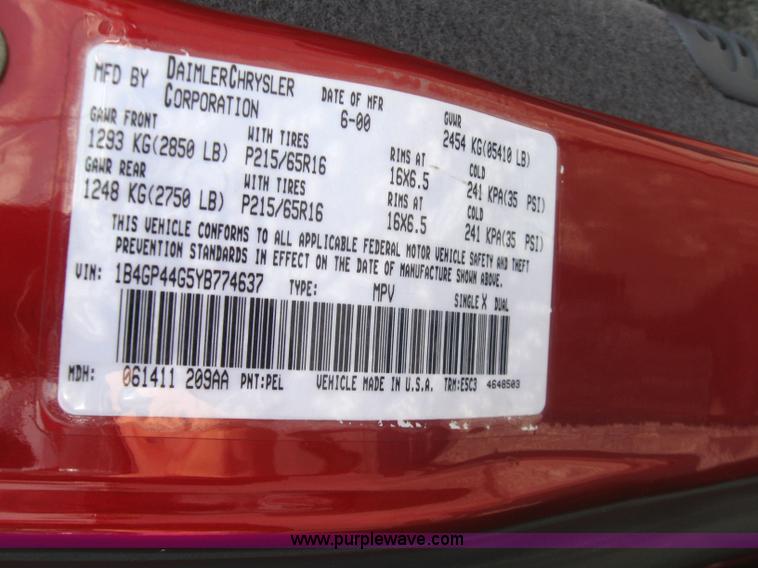 MFD BY DAIMLERCHRYSLER CORPORATION DATE OF MFR 6-00 GVWR 2454 KG(05410 LB)
GAWR FRONT 1293 KG(2850 LB) WITH TIRES P215/65R16 RIMS AT 16X6.5 COLD 241 KPA(35 PSI)
GAWR REAR 1248 KG(2750 LB) WITH TIRES P215/65R16 RIMS AT 16X6.5 COLD 241 KPA(35 PSI)
THIS VEHICLE CONFORMS TO ALL APPLICABLE FEDERAL MOTOR VEHICLE SAFETY AND THEFT
PREVENTION STANDARDS IN EFFECT ON THE DATE OF MANUFACTURE SHOWN ABOVE.
VIN: 1B4GP44G5YB774637 TYPE: MPV SINGLE X DUAL
MDH: 061411 209AA PNT:PEL VEHICLE MADE IN U.S.A. TRM:E5C3 4648503
www.purplewave.com